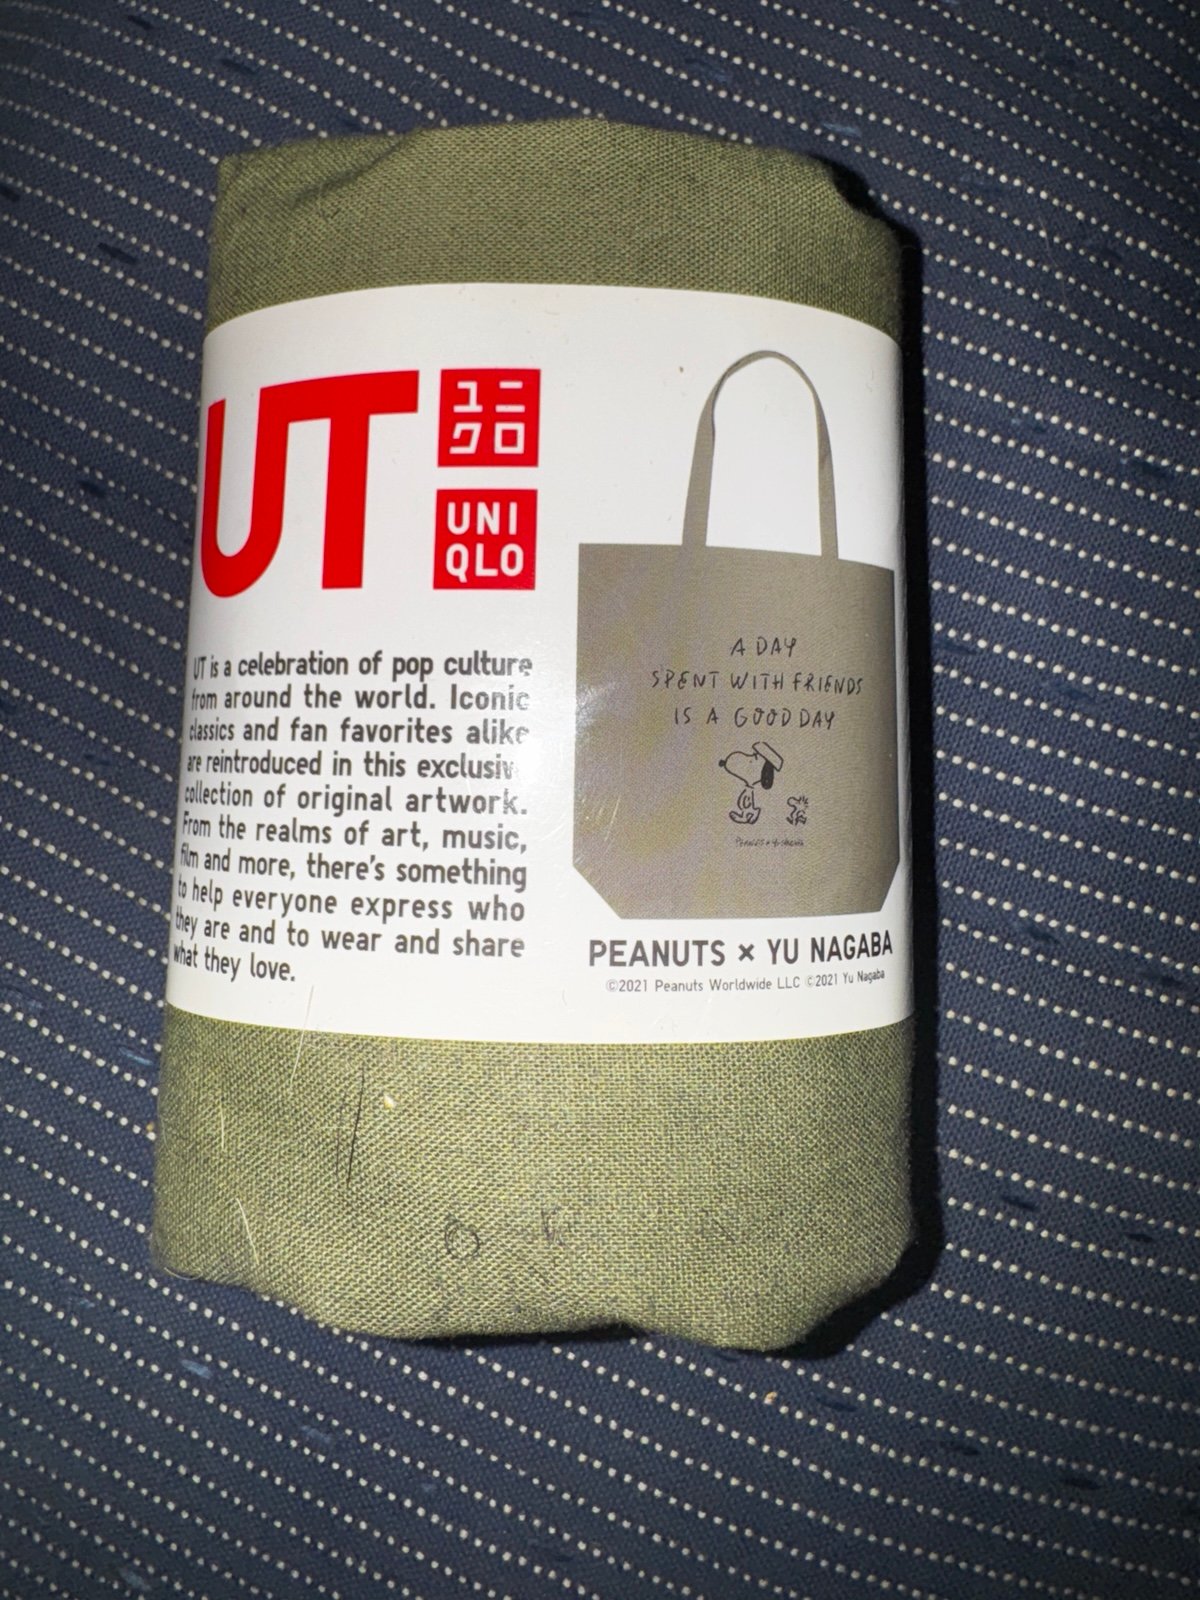 UT
ユニ
クロ
UNI
QLO
UT is a celebration of pop culture
from around the world. Iconic
classics and fan favorites alike
are reintroduced in this exclusive
collection of original artwork.
From the realms of art, music,
film and more, there's something
to help everyone express who
they are and to wear and share
what they love.
A DAY
SPENT WITH FRIENDS
IS A GOOD DAY
PEANUTS × YU NAGABA
©2021 Peanuts Worldwide LLC ©2021 Yu Nagaba